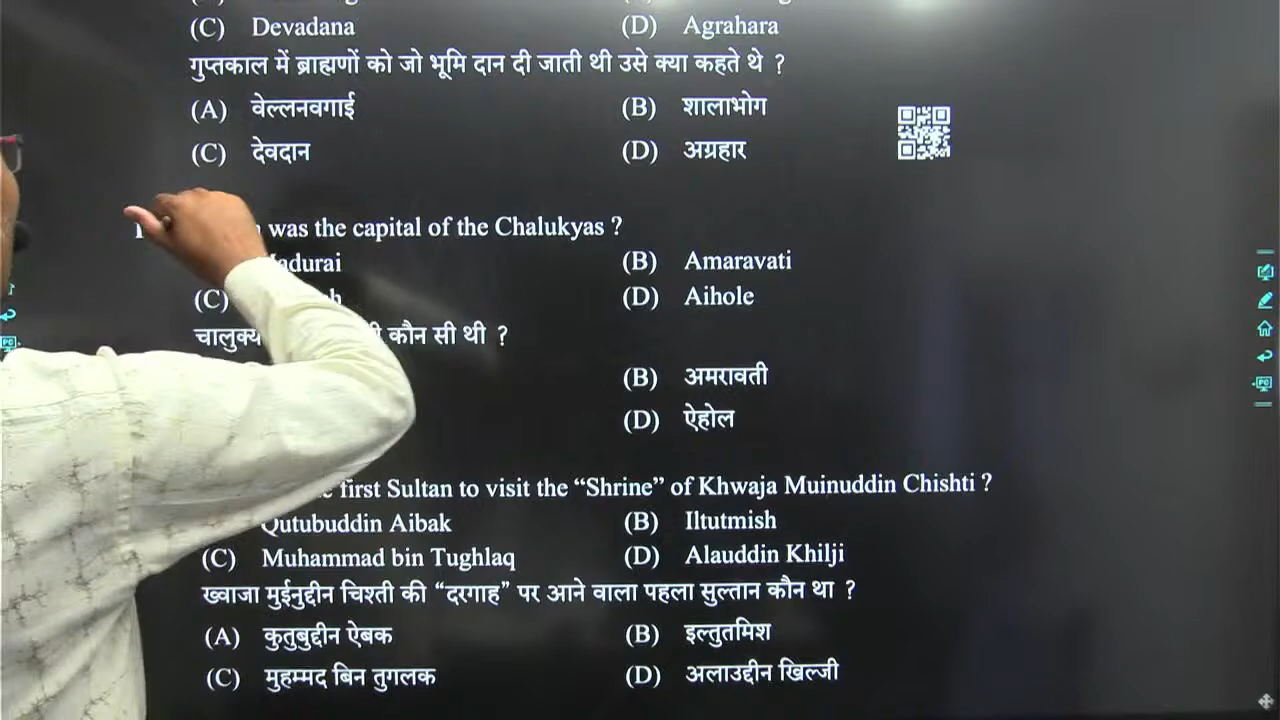 (C) Devadana (D) Agrahara
गुप्तकाल में ब्राह्मणों को जो भूमि दान दी जाती थी उसे क्या कहते थे ?
(A) वेल्लनवगाई (B) शालाभोग
(C) देवदान (D) अग्रहार
was the capital of the Chalukyas ?
(B) Amaravati
(C) (D) Aihole
चालुक्य कौन सी थी ?
(B) अमरावती
(D) ऐहोल
first Sultan to visit the “Shrine” of Khwaja Muinuddin Chishti ?
Qutubuddin Aibak (B) Iltutmish
(C) Muhammad bin Tughlaq (D) Alauddin Khilji
ख्वाजा मुईनुद्दीन चिश्ती की “दरगाह” पर आने वाला पहला सुल्तान कौन था ?
(A) कुतुबुद्दीन ऐबक (B) इल्तुतमिश
(C) मुहम्मद बिन तुगलक (D) अलाउद्दीन खिल्जी